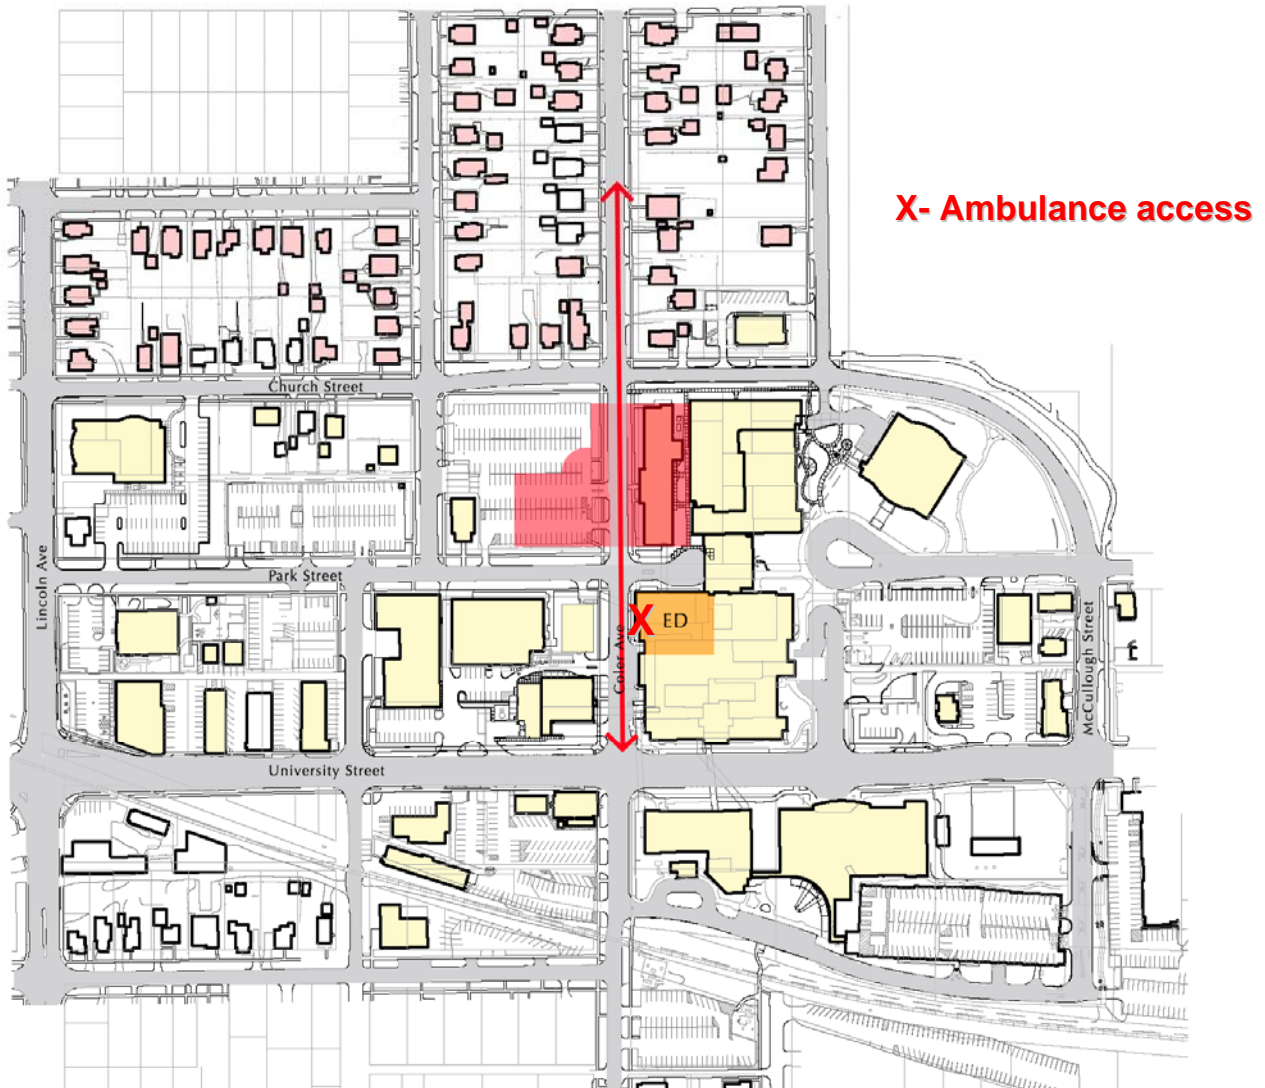 X- Ambulance access
Church Street
Lincoln Ave
Park Street
X
ED
Coler Ave
McCullough Street
University Street